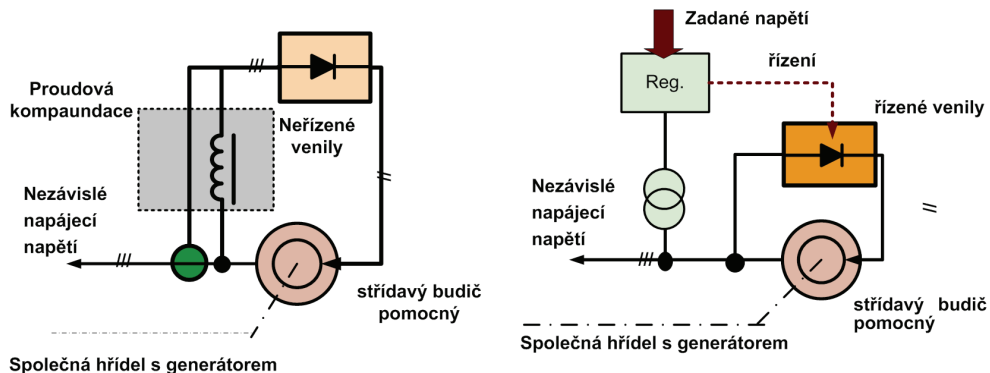 Proudová
kompaundace
Neřízené
venily
Nezávislé
napájecí
napětí
střídavý budič
pomocný
Společná hřídel s generátorem
Zadané napětí
Reg.
řízení
řízené venily
Nezávislé
napájecí
napětí
střídavý budič
pomocný
Společná hřídel s generátorem